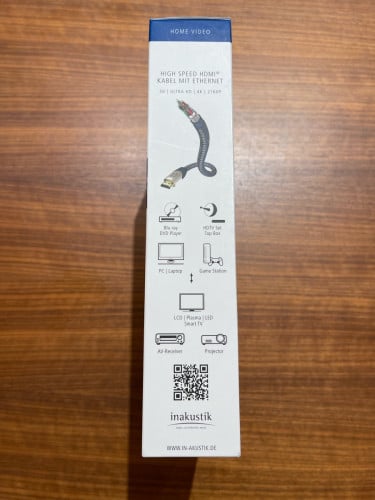 HOME·VIDEO
HIGH SPEED HDMI®
KABEL MIT ETHERNET
3D | ULTRA HD | 4K | 2160P
Blu ray
DVD Player
HDTV Sat
Top Box
PC | Laptop
Game Station
LCD | Plasma | LED
Smart TV
AV-Receiver
Projector
inakustik
WWW.IN-AKUSTIK.DE